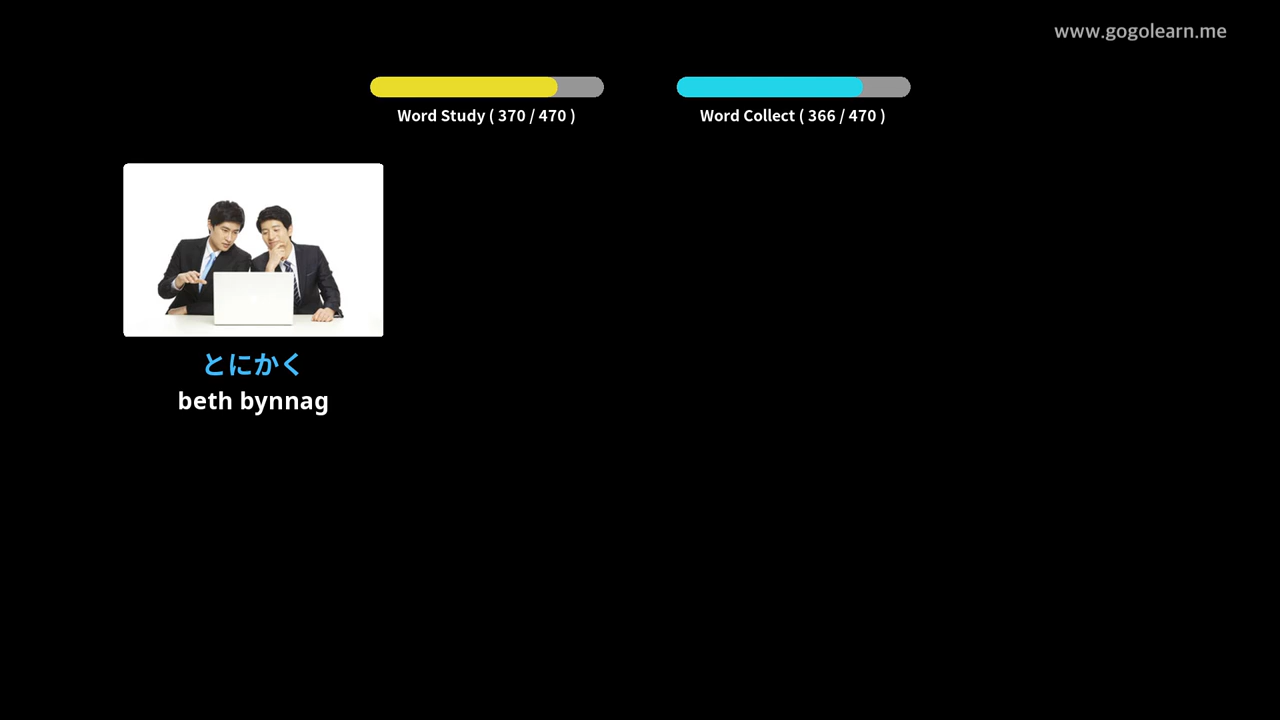 www.gogolearn.me
Word Study ( 370 / 470 )
Word Collect ( 366 / 470 )
とにかく
beth bynnag